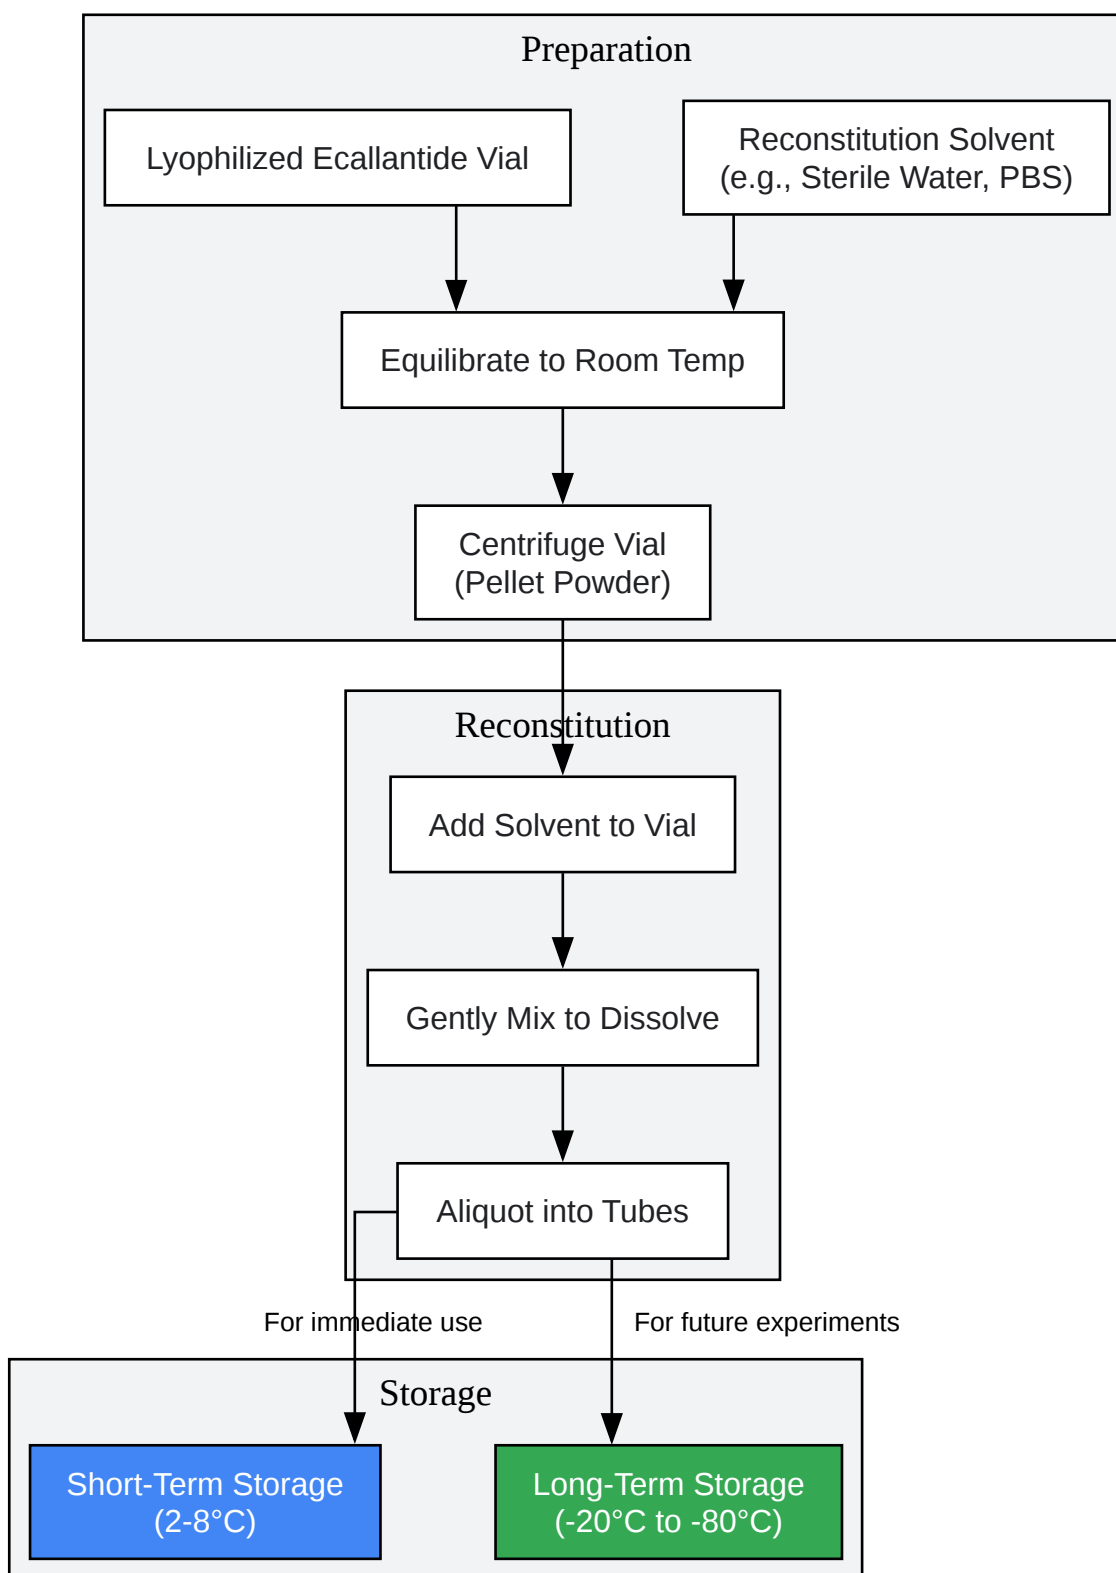 Preparation
Lyophilized Ecallantide Vial
Reconstitution Solvent
(e.g., Sterile Water, PBS)
Equilibrate to Room Temp
Centrifuge Vial
(Pellet Powder)
Reconstitution
Add Solvent to Vial
Gently Mix to Dissolve
Aliquot into Tubes
For immediate use
For future experiments
Storage
Short-Term Storage
(2-8°C)
Long-Term Storage
(-20°C to -80°C)